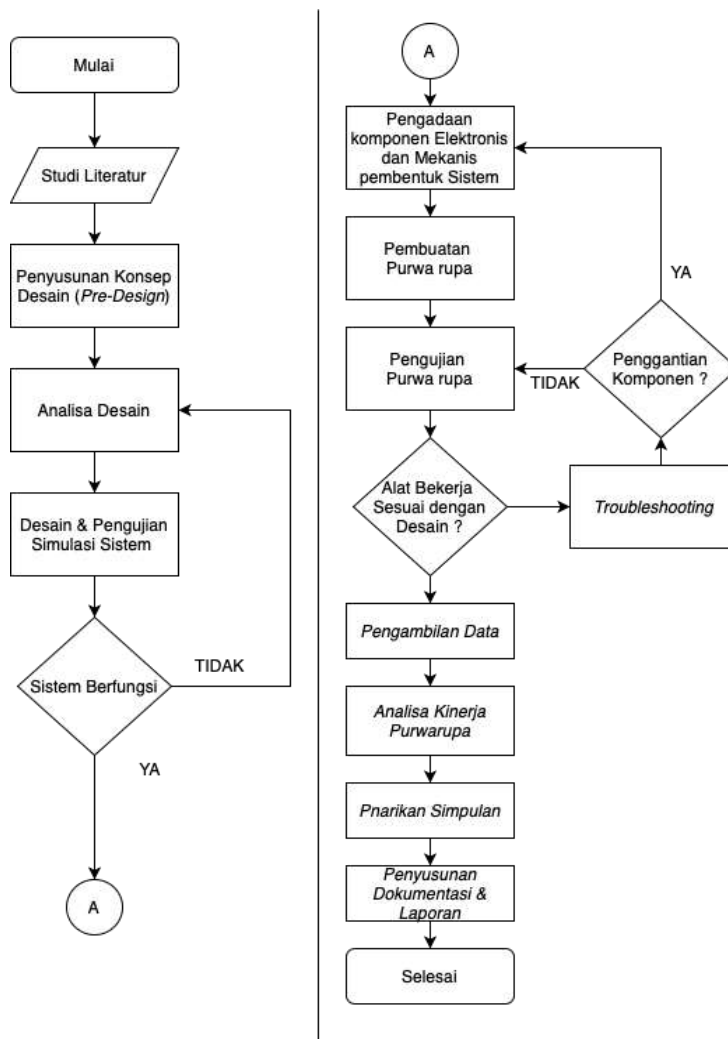 Mulai
Studi Literatur
Penyusunan Konsep
Desain (Pre-Design)
Analisa Desain
Desain & Pengujian
Simulasi Sistem
Sistem Berfungsi
TIDAK
YA
A
A
Pengadaan
komponen Elektronis
dan Mekanis
pembentuk Sistem
Pembuatan
Purwa rupa
Pengujian
Purwa rupa
YA
Penggantian
Komponen ?
TIDAK
Alat Bekerja
Sesuai dengan
Desain ?
Troubleshooting
Pengambilan Data
Analisa Kinerja
Purwarupa
Pnarikan Simpulan
Penyusunan
Dokumentasi &
Laporan
Selesai